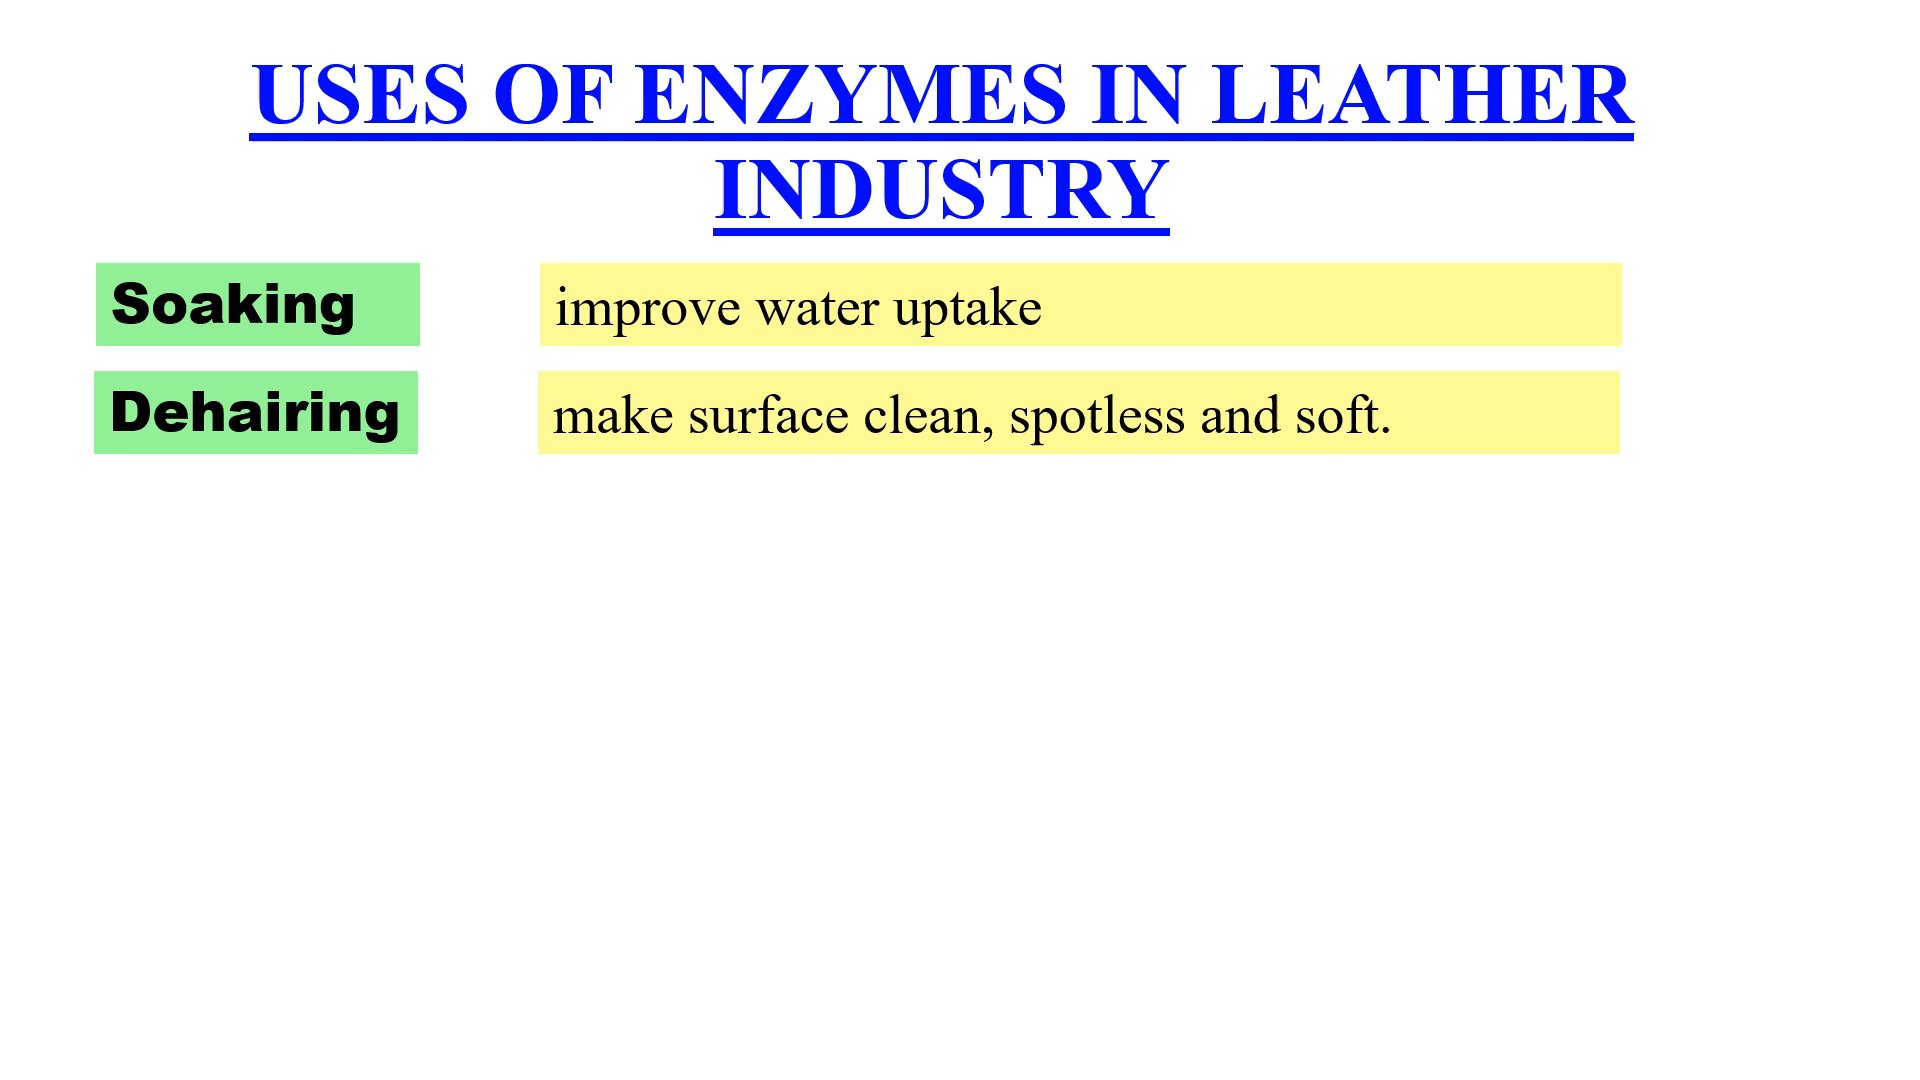 USES OF ENZYMES IN LEATHER
INDUSTRY
Soaking
improve water uptake
Dehairing
make surface clean, spotless and soft.